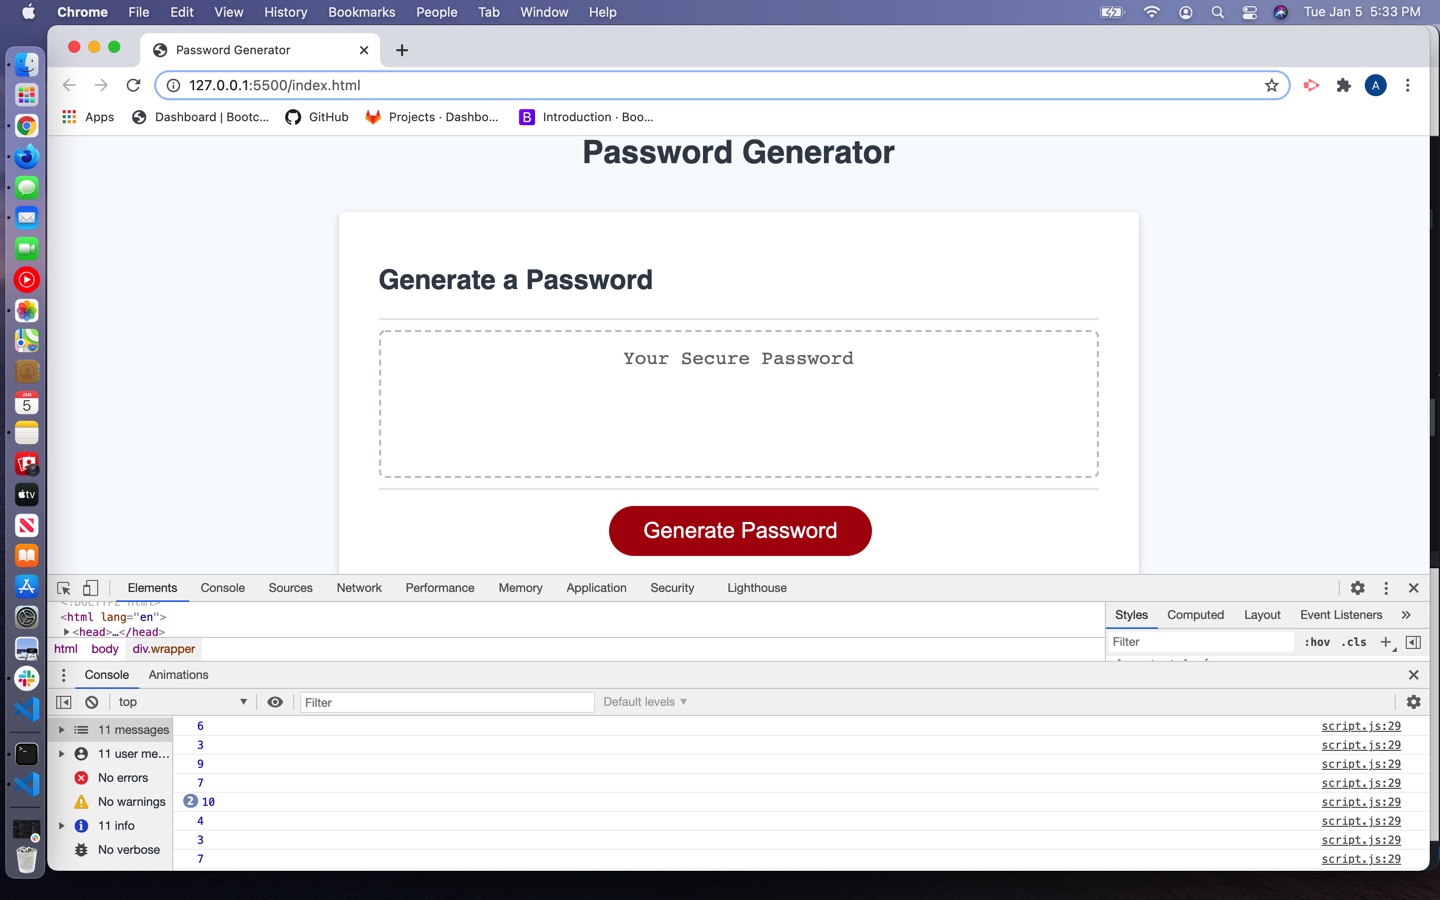 Chrome File Edit View History Bookmarks People Tab Window Help Tue Jan 5 5:33 PM
Password Generator
127.0.0.1:5500/index.html A
Apps Dashboard | Bootc... GitHub Projects · Dashbo... B Introduction · Boo...
Password Generator
Generate a Password
Your Secure Password
Generate Password
JAN
5
tv
Elements Console Sources Network Performance Memory Application Security Lighthouse
<!DOCTYPE html>
<html lang="en">
<head>…</head>
html body div.wrapper
Styles Computed Layout Event Listeners »
Filter :hov .cls +
Console Animations
top Filter Default levels
11 messages
11 user me...
No errors
No warnings
11 info
No verbose
6 script.js:29
3 script.js:29
9 script.js:29
7 script.js:29
2 10 script.js:29
4 script.js:29
3 script.js:29
7 script.js:29